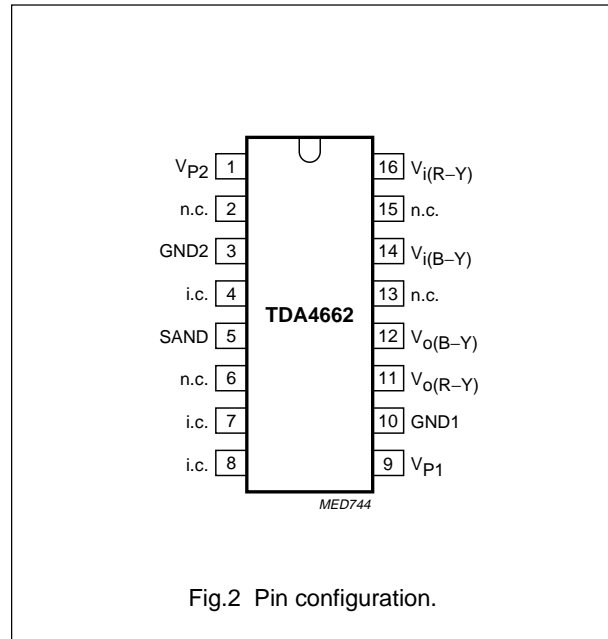 VP2 1 16 Vi(R−Y)
n.c. 2 15 n.c.
GND2 3 14 Vi(B−Y)
i.c. 4 13 n.c.
TDA4662
SAND 5 12 Vo(B−Y)
n.c. 6 11 Vo(R−Y)
i.c. 7 10 GND1
i.c. 8 9 VP1
MED744
Fig.2 Pin configuration.